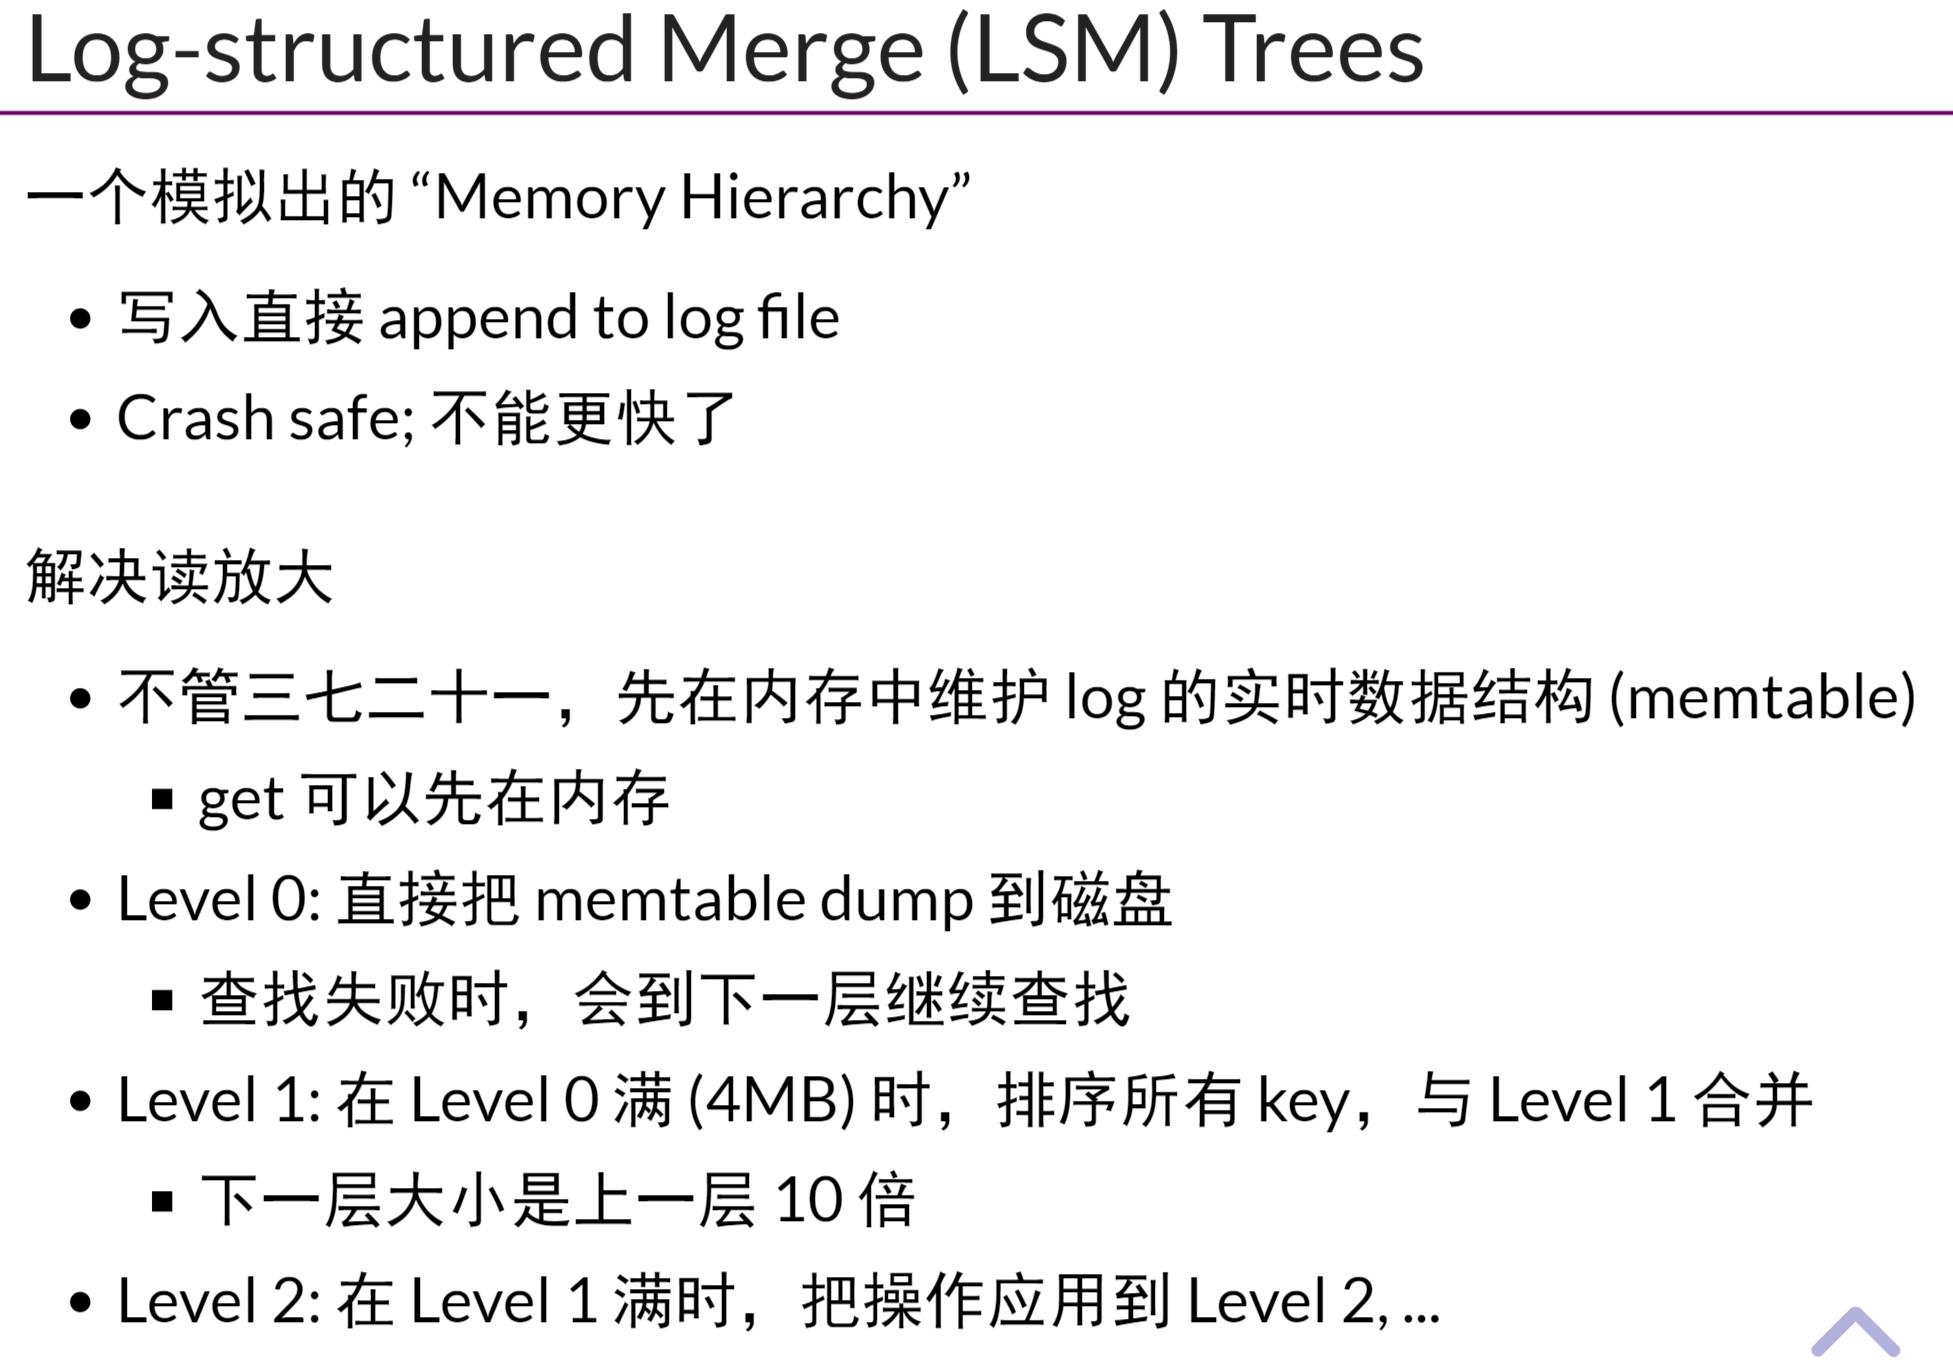 Log-structured Merge (LSM) Trees
一个模拟出的 “Memory Hierarchy”
• 写入直接 append to log file
• Crash safe; 不能更快了
解决读放大
• 不管三七二十一，先在内存中维护 log 的实时数据结构 (memtable)
▪ get 可以先在内存
• Level 0: 直接把 memtable dump 到磁盘
▪ 查找失败时，会到下一层继续查找
• Level 1: 在 Level 0 满 (4MB) 时，排序所有 key，与 Level 1 合并
▪ 下一层大小是上一层 10 倍
• Level 2: 在 Level 1 满时，把操作应用到 Level 2, ...